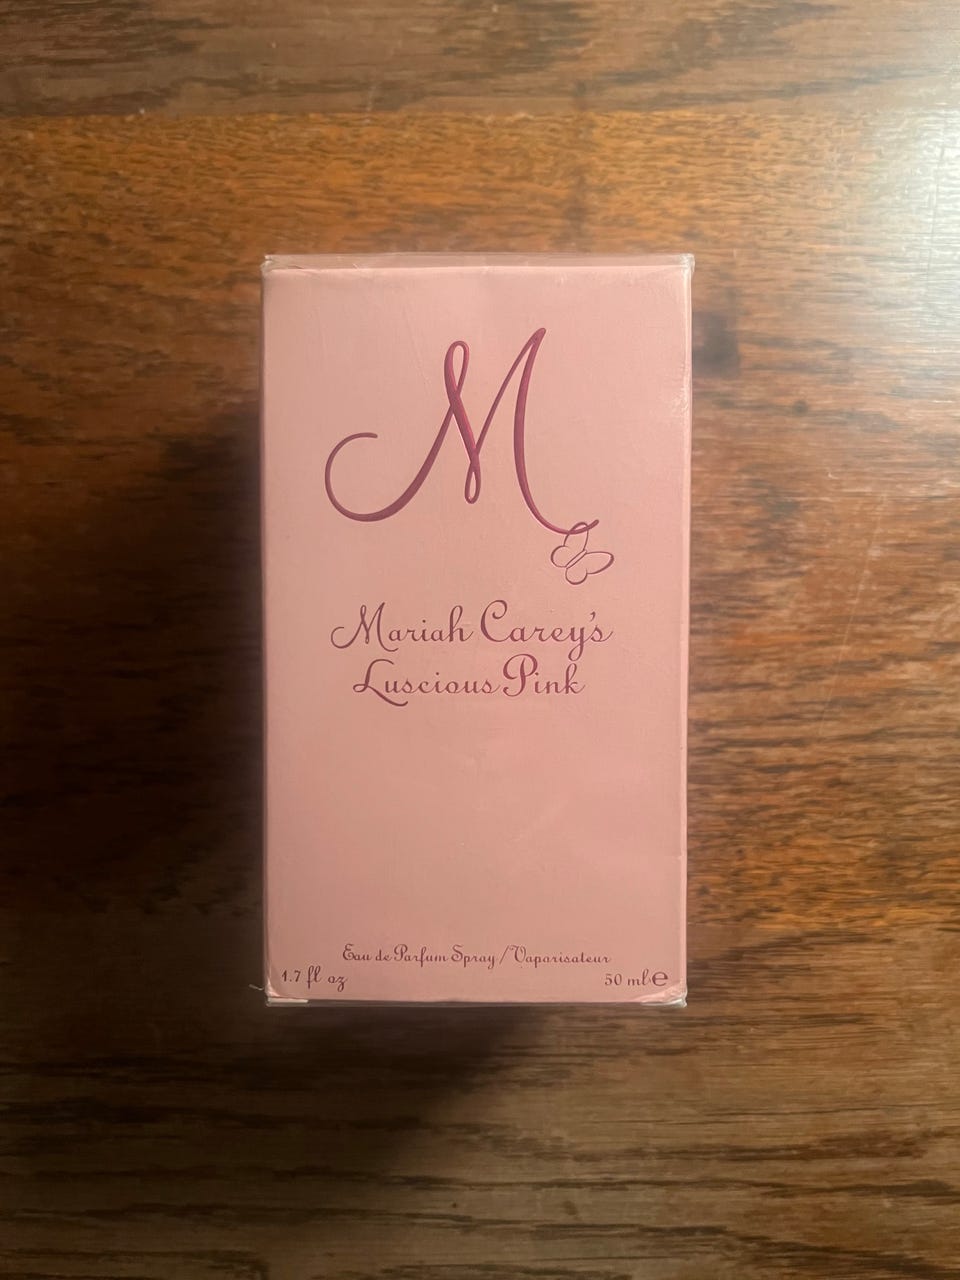 M
Mariah Carey's
Luscious Pink
Eau de Parfum Spray / Vaporisateur
1.7 fl oz 50 ml ℮